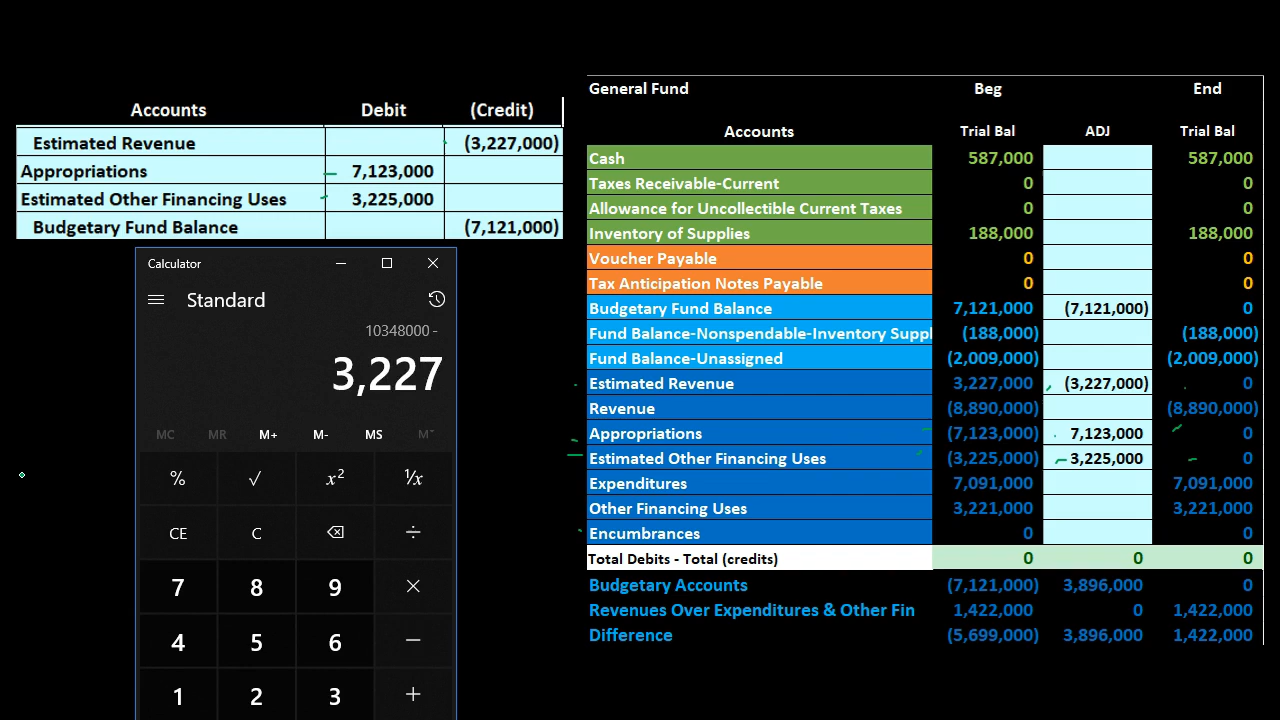 Accounts Debit (Credit)
Estimated Revenue (3,227,000)
Appropriations 7,123,000
Estimated Other Financing Uses 3,225,000
Budgetary Fund Balance (7,121,000)
Calculator
Standard
10348000 -
3,227
MC MR M+ M- MS M˅
% √ x² ¹/x
CE C ⌫ ÷
7 8 9 ×
4 5 6 −
1 2 3 +
General Fund Beg End
Accounts Trial Bal ADJ Trial Bal
Cash 587,000 587,000
Taxes Receivable-Current 0 0
Allowance for Uncollectible Current Taxes 0 0
Inventory of Supplies 188,000 188,000
Voucher Payable 0 0
Tax Anticipation Notes Payable 0 0
Budgetary Fund Balance 7,121,000 (7,121,000) 0
Fund Balance-Nonspendable-Inventory Suppl (188,000) (188,000)
Fund Balance-Unassigned (2,009,000) (2,009,000)
Estimated Revenue 3,227,000 (3,227,000) 0
Revenue (8,890,000) (8,890,000)
Appropriations (7,123,000) 7,123,000 0
Estimated Other Financing Uses (3,225,000) 3,225,000 0
Expenditures 7,091,000 7,091,000
Other Financing Uses 3,221,000 3,221,000
Encumbrances 0 0
Total Debits - Total (credits) 0 0 0
Budgetary Accounts (7,121,000) 3,896,000 0
Revenues Over Expenditures & Other Fin 1,422,000 0 1,422,000
Difference (5,699,000) 3,896,000 1,422,000